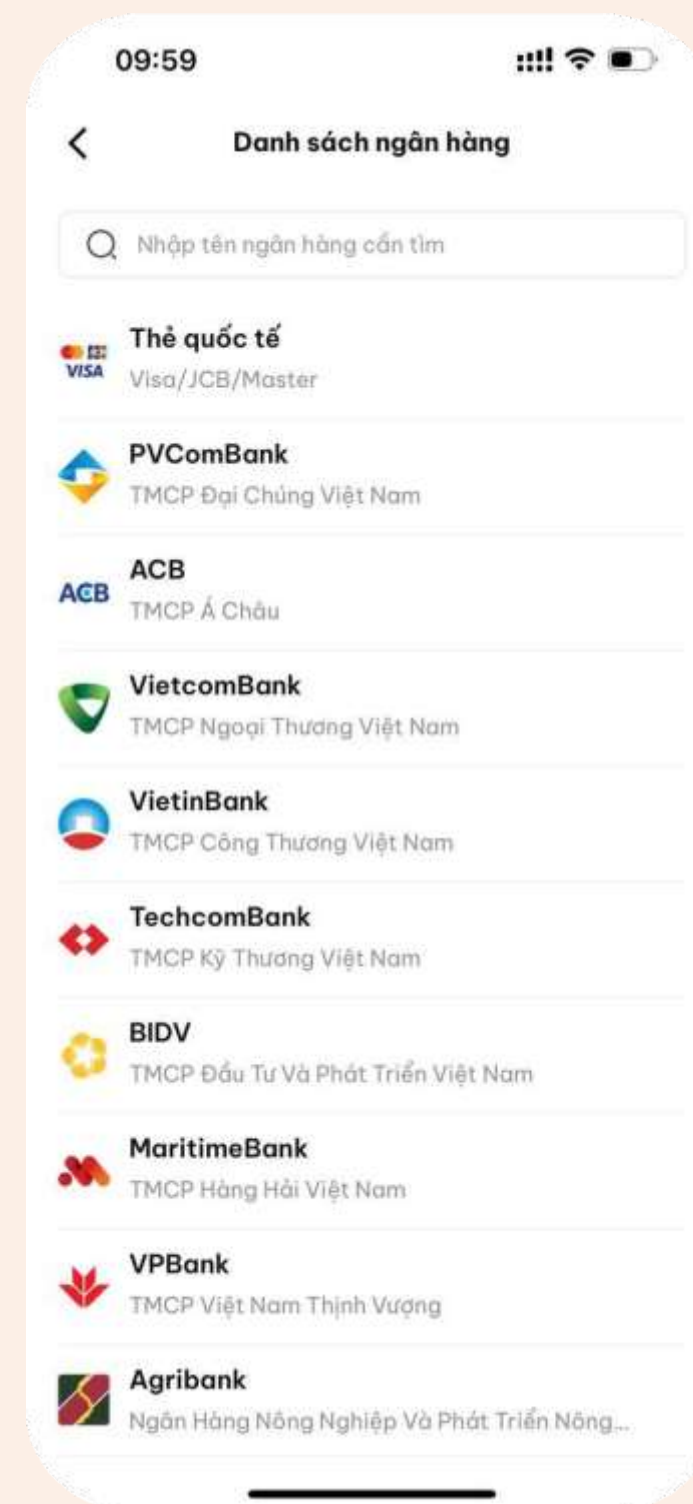 09:59
Danh sách ngân hàng
Nhập tên ngân hàng cần tìm
Thẻ quốc tế
VISA
Visa/JCB/Master
PVComBank
TMCP Đại Chúng Việt Nam
ACB
ACB
TMCP Á Châu
VietcomBank
TMCP Ngoại Thương Việt Nam
VietinBank
TMCP Công Thương Việt Nam
TechcomBank
TMCP Kỹ Thương Việt Nam
BIDV
TMCP Đầu Tư Và Phát Triển Việt Nam
MaritimeBank
TMCP Hàng Hải Việt Nam
VPBank
TMCP Việt Nam Thịnh Vượng
Agribank
Ngân Hàng Nông Nghiệp Và Phát Triển Nông...